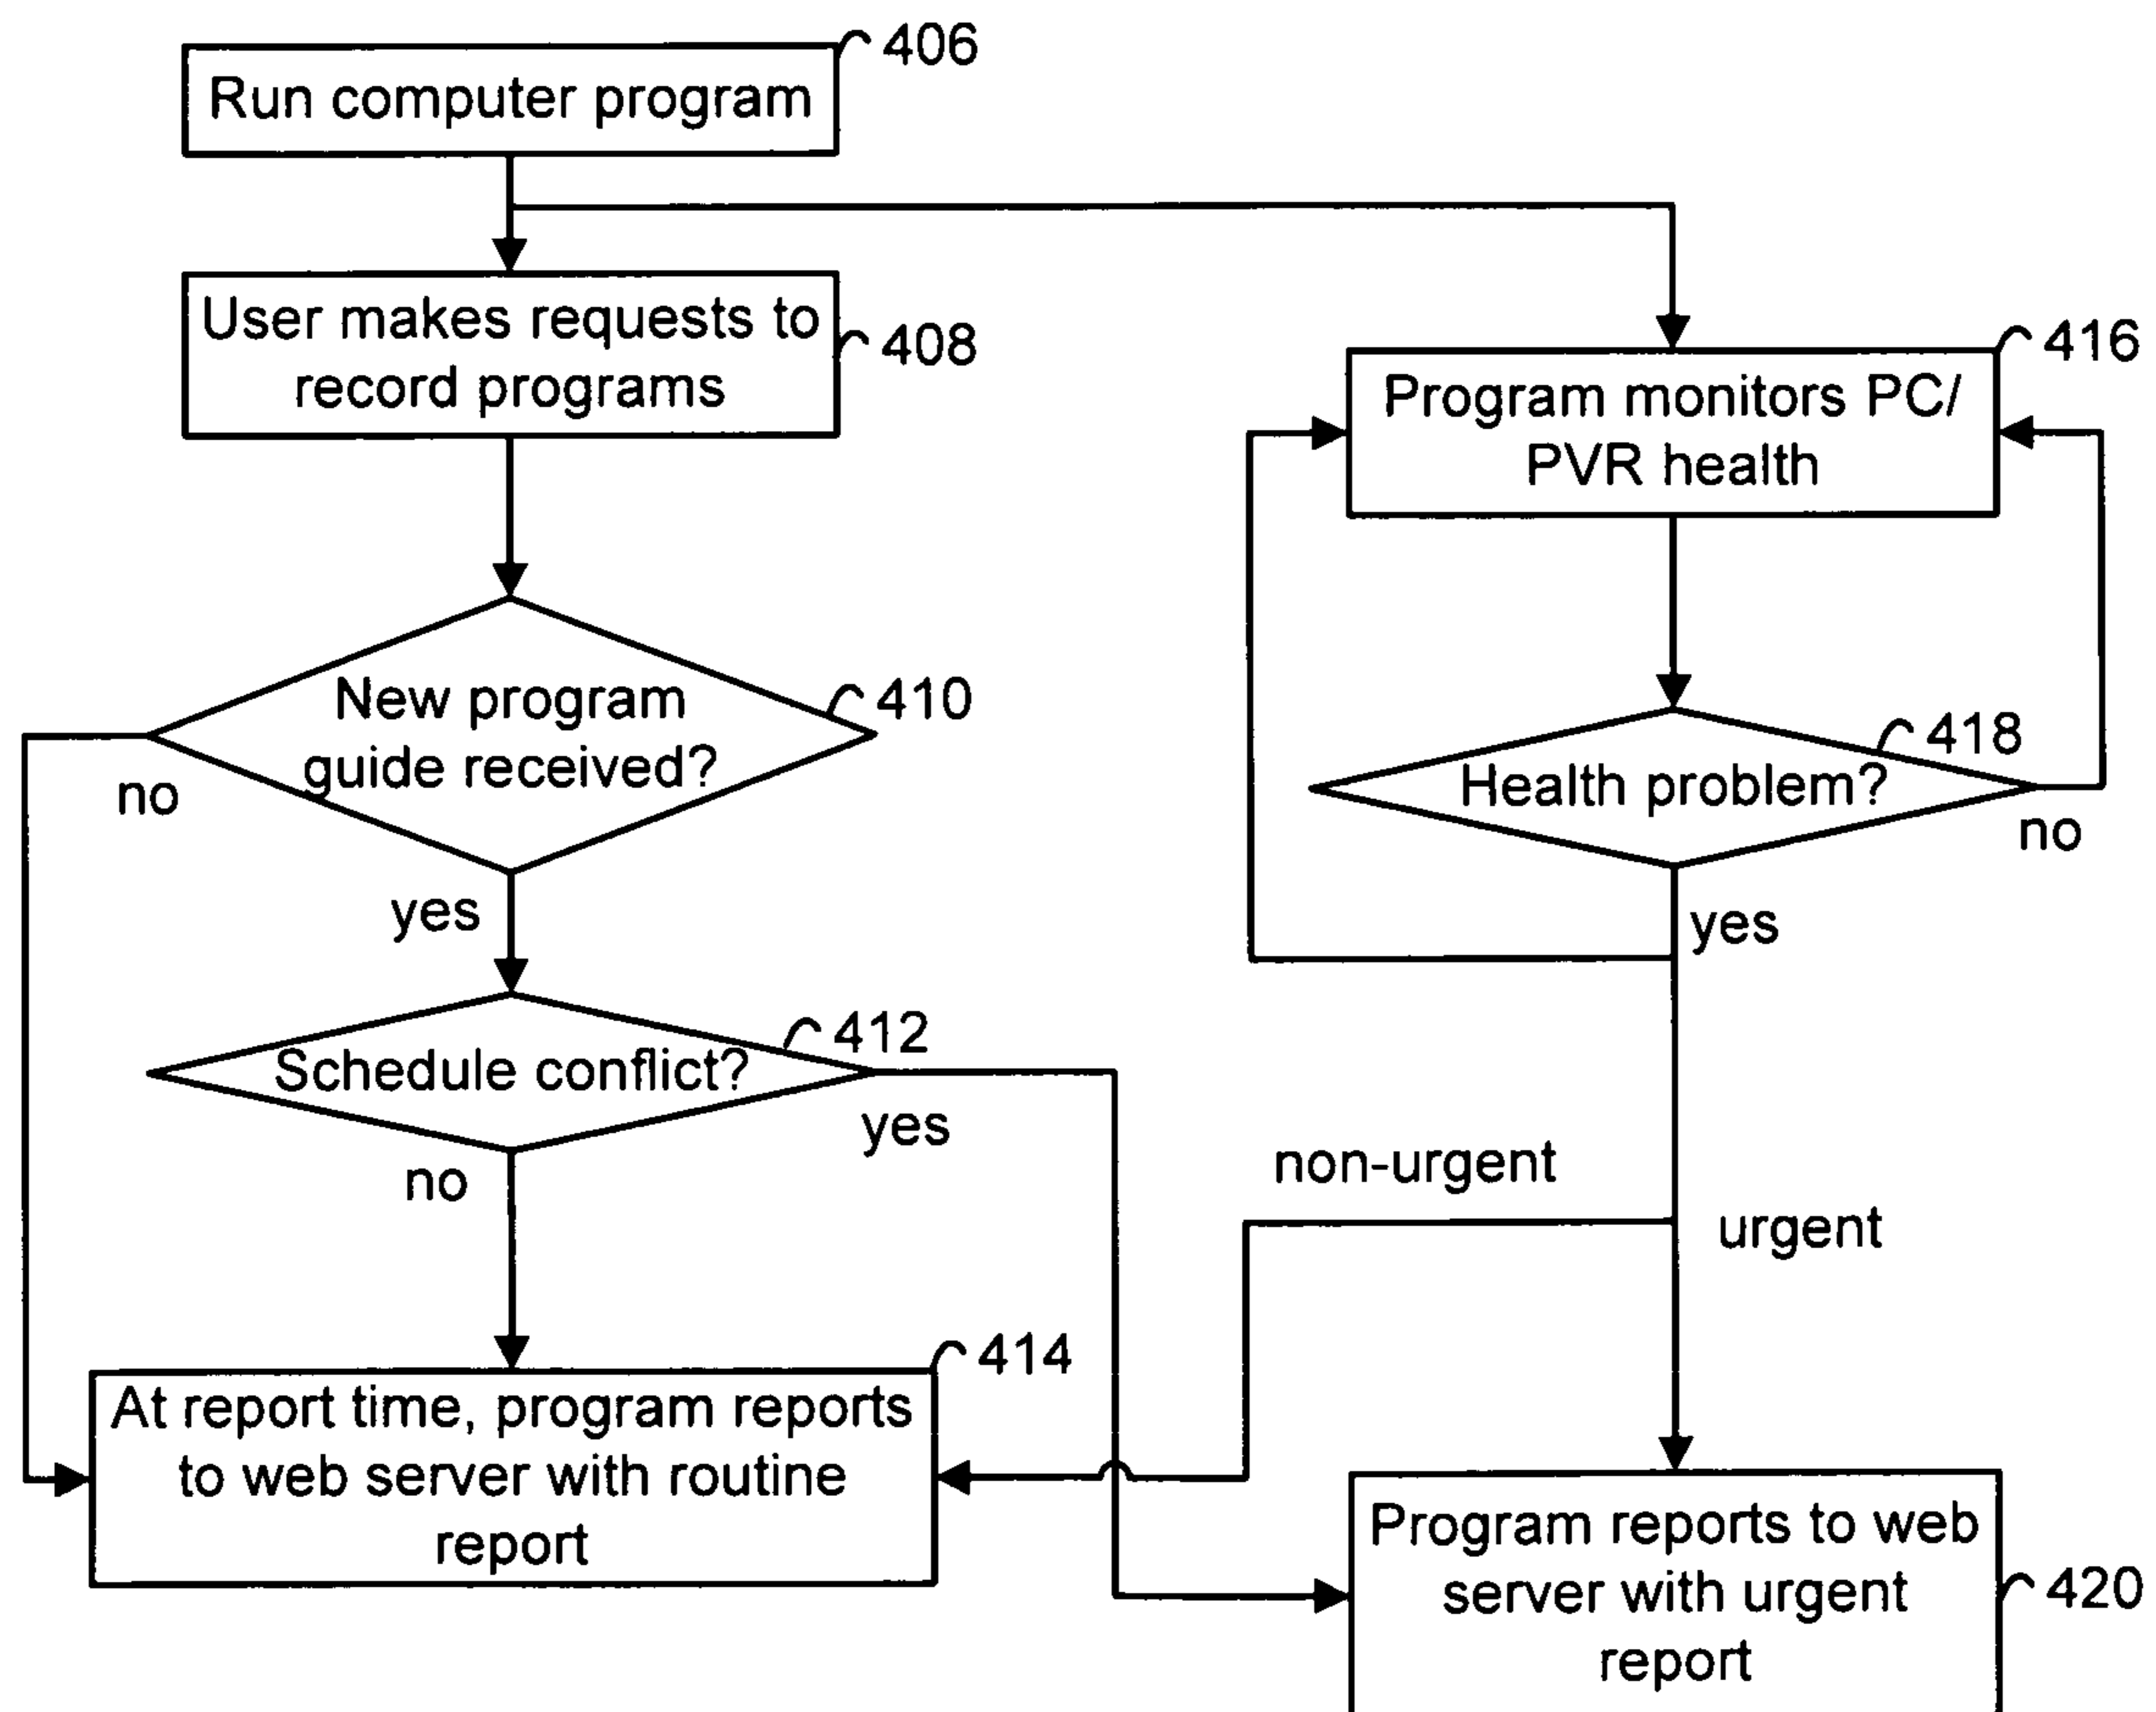 406
Run computer program
User makes requests to
record programs
408
416
Program monitors PC/
PVR health
New program
guide received?
410
no
yes
418
Health problem?
no
yes
412
Schedule conflict?
yes
no
non-urgent
urgent
414
At report time, program reports
to web server with routine
report
Program reports to web
server with urgent
report
420